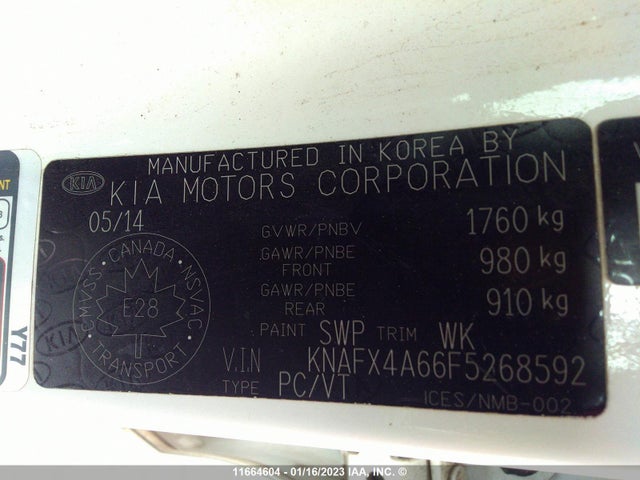 MANUFACTURED IN KOREA BY
KIA KIA MOTORS CORPORATION
05/14
GVWR/PNBV 1760 kg
GAWR/PNBE FRONT 980 kg
GAWR/PNBE REAR 910 kg
CANADA · NSVAC · TRANSPORT · CMVSS ·
E28
PAINT SWP TRIM WK
V.I.N KNAFX4A66F5268592
TYPE PC/VT
ICES/NMB-002
Y77
KIA
11664604 - 01/16/2023 IAA, INC. ©